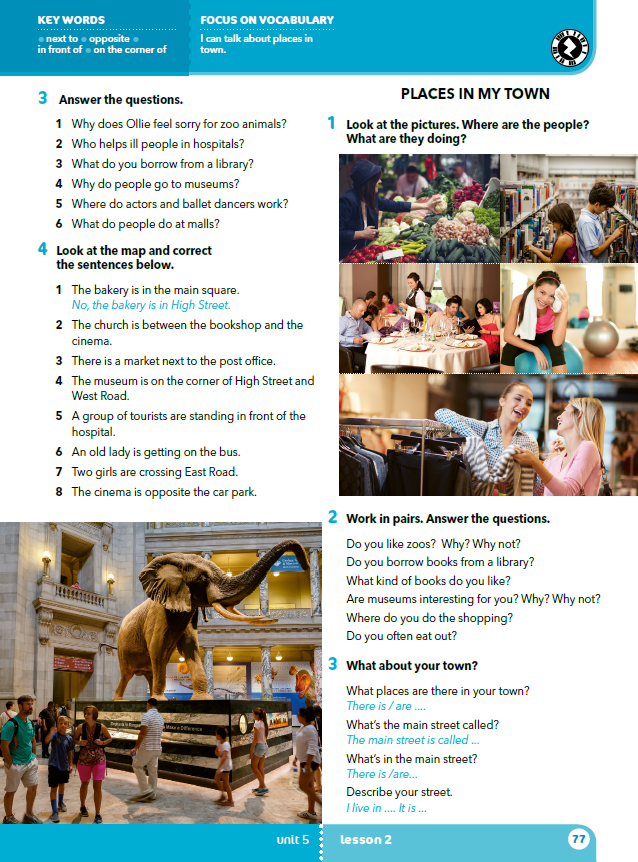 KEY WORDS
next to • opposite •
in front of • on the corner of
FOCUS ON VOCABULARY
I can talk about places in
town.
3 Answer the questions.
1 Why does Ollie feel sorry for zoo animals?
2 Who helps ill people in hospitals?
3 What do you borrow from a library?
4 Why do people go to museums?
5 Where do actors and ballet dancers work?
6 What do people do at malls?
4 Look at the map and correct
the sentences below.
1 The bakery is in the main square.
No, the bakery is in High Street.
2 The church is between the bookshop and the
cinema.
3 There is a market next to the post office.
4 The museum is on the corner of High Street and
West Road.
5 A group of tourists are standing in front of the
hospital.
6 An old lady is getting on the bus.
7 Two girls are crossing East Road.
8 The cinema is opposite the car park.
PLACES IN MY TOWN
1 Look at the pictures. Where are the people?
What are they doing?
2 Work in pairs. Answer the questions.
Do you like zoos? Why? Why not?
Do you borrow books from a library?
What kind of books do you like?
Are museums interesting for you? Why? Why not?
Where do you do the shopping?
Do you often eat out?
3 What about your town?
What places are there in your town?
There is / are ....
What's the main street called?
The main street is called ...
What's in the main street?
There is /are...
Describe your street.
I live in .... It is ...
unit 5 lesson 2 77